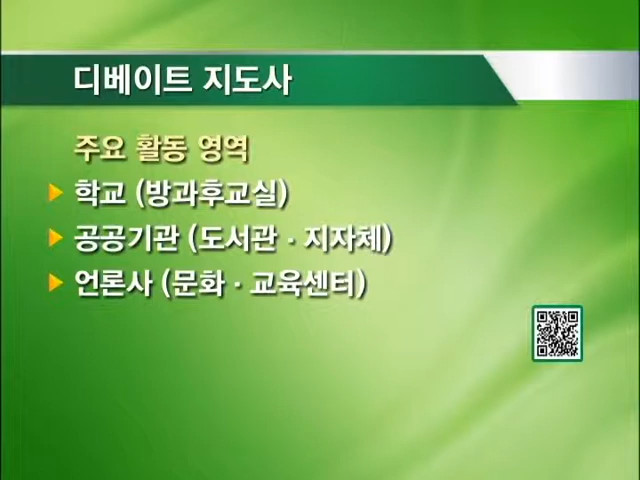 디베이트 지도사
주요 활동 영역
학교 (방과후교실)
공공기관 (도서관 · 지자체)
언론사 (문화 · 교육센터)